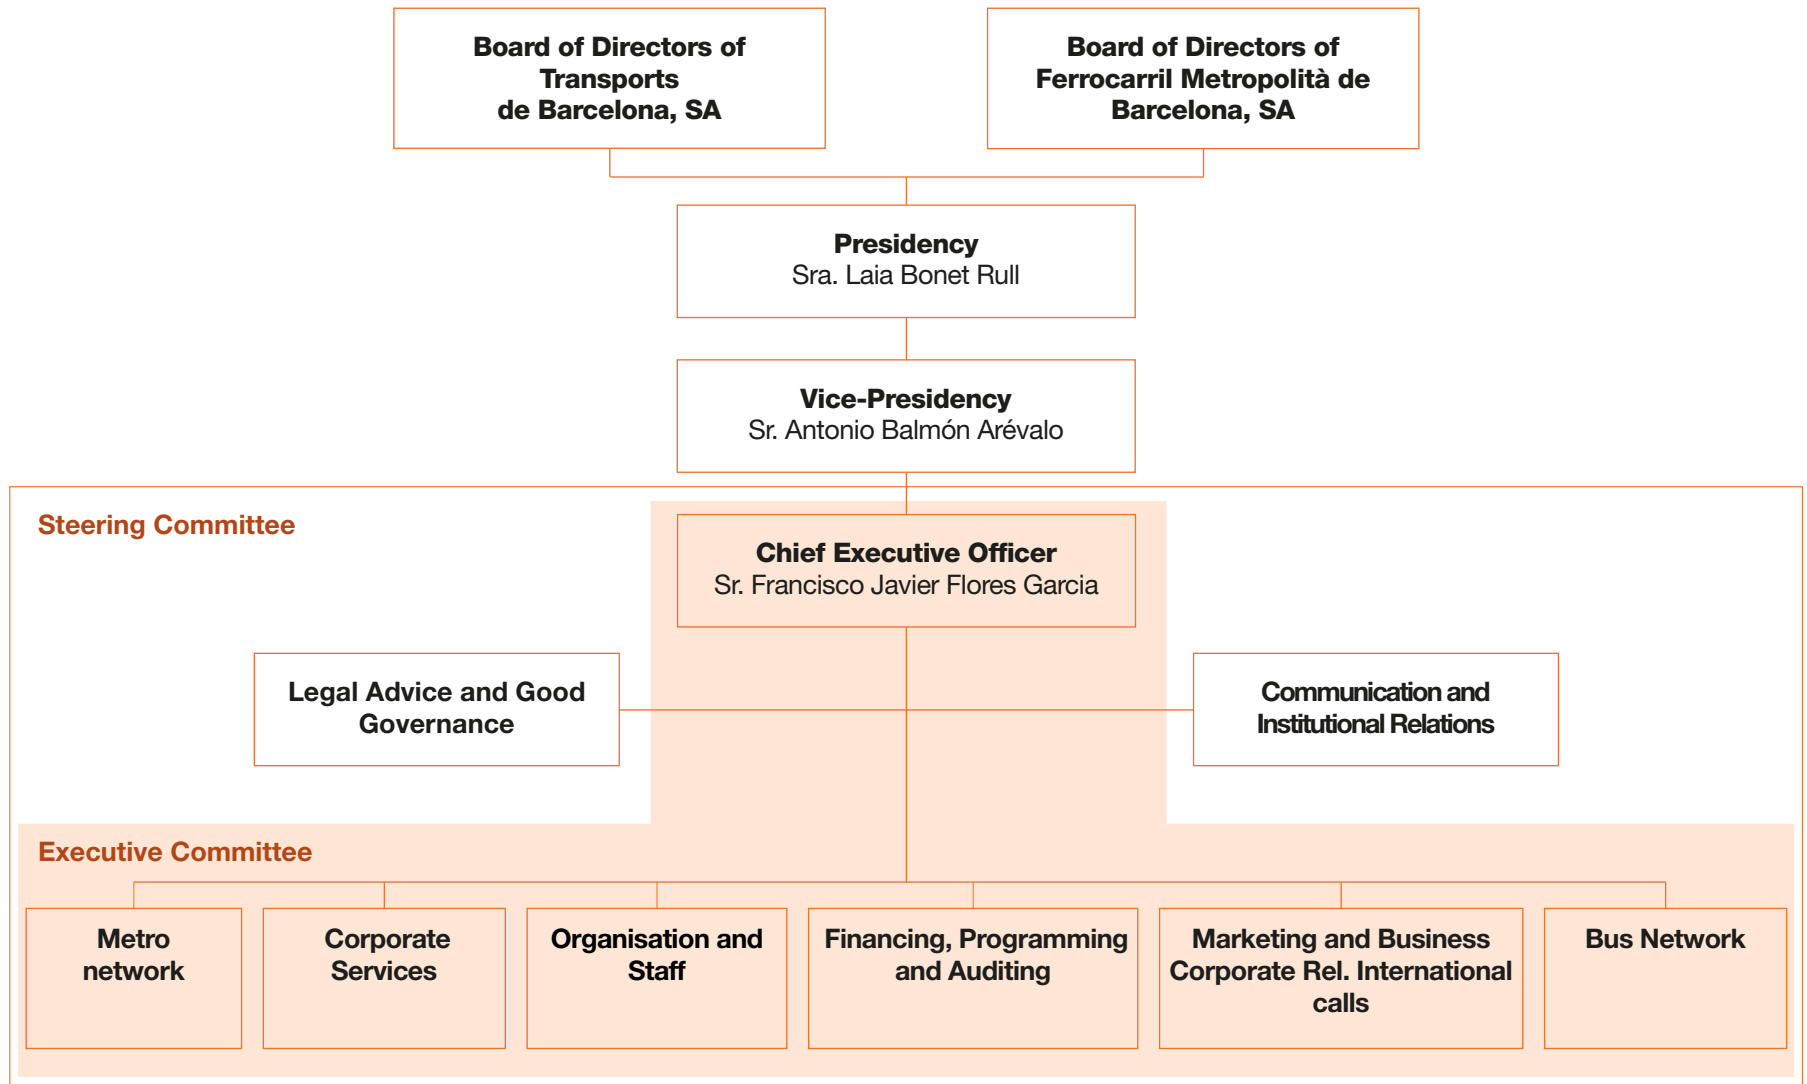 Board of Directors of
Transports
de Barcelona, SA
Board of Directors of
Ferrocarril Metropolità de
Barcelona, SA
Presidency
Sra. Laia Bonet Rull
Vice-Presidency
Sr. Antonio Balmón Arévalo
Steering Committee
Chief Executive Officer
Sr. Francisco Javier Flores Garcia
Legal Advice and Good
Governance
Communication and
Institutional Relations
Executive Committee
Metro
network
Corporate
Services
Organisation and
Staff
Financing, Programming
and Auditing
Marketing and Business
Corporate Rel. International
calls
Bus Network